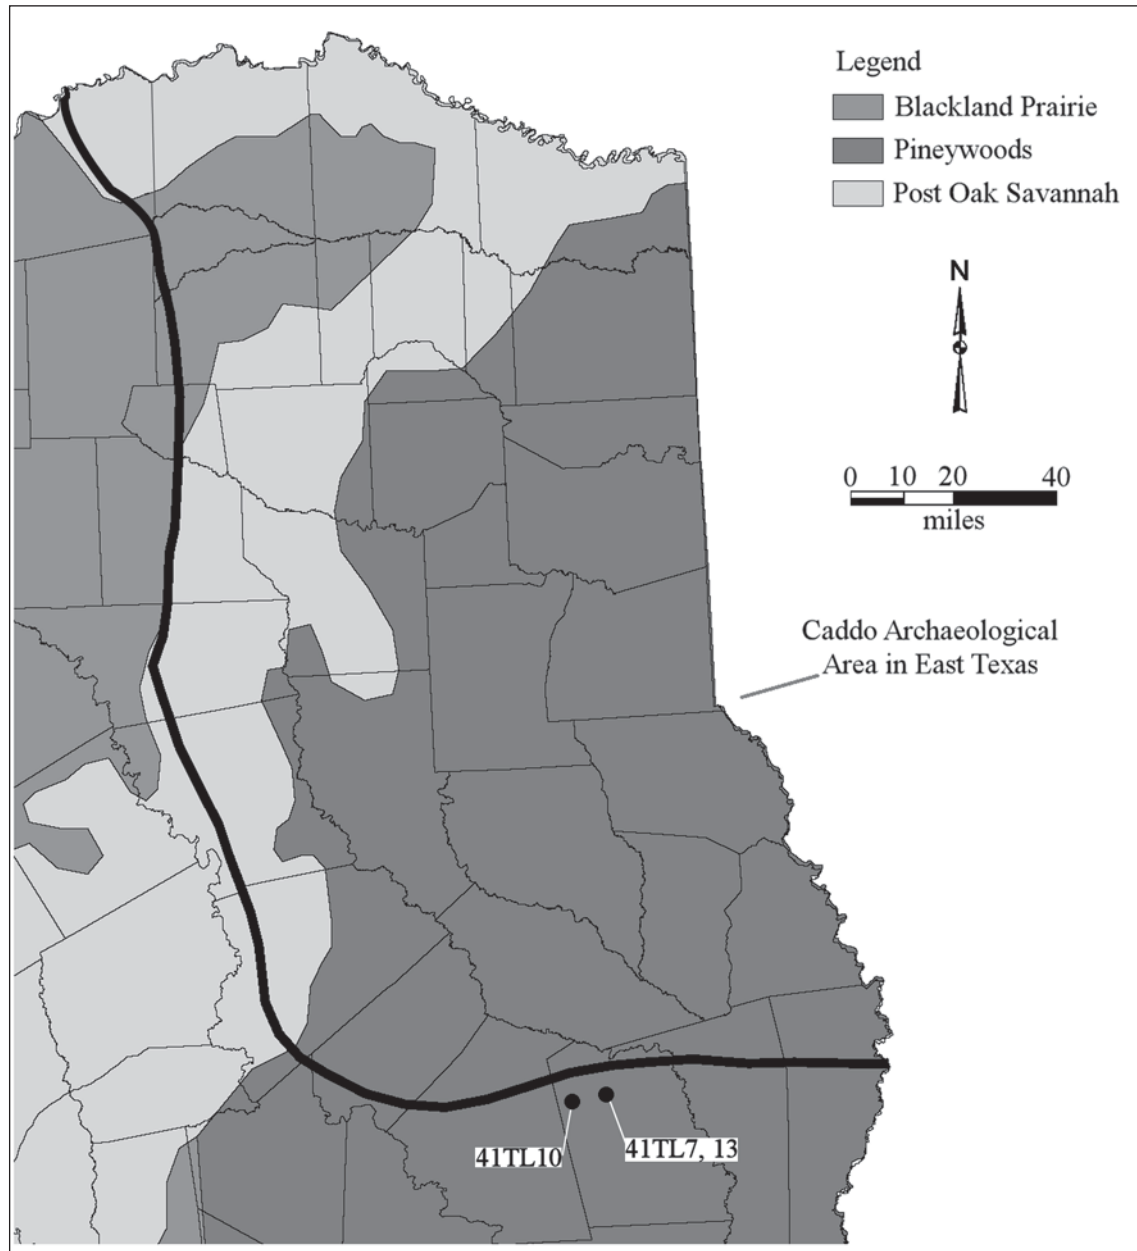 Legend
Blackland Prairie
Pineywoods
Post Oak Savannah
N
0 10 20 40
miles
Caddo Archaeological
Area in East Texas
41TL10
41TL7, 13